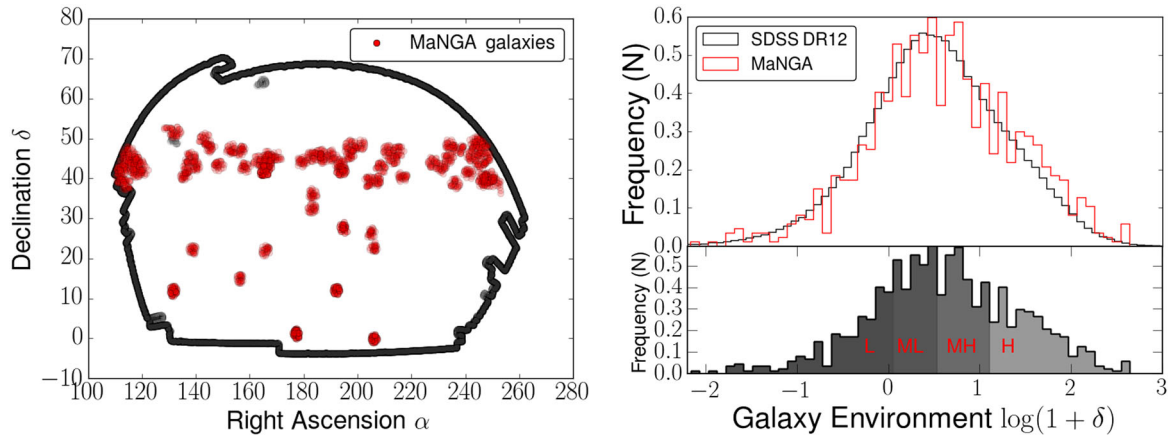 80
70
60
50
40
30
20
10
0
−10
Declination δ
MaNGA galaxies
100 120 140 160 180 200 220 240 260 280
Right Ascension α
0.6
0.5
0.4
0.3
0.2
0.1
0.0
Frequency (N)
SDSS DR12
MaNGA
0.5
0.4
0.3
0.2
0.1
0.0
Frequency (N)
L ML MH H
−2 −1 0 1 2 3
Galaxy Environment log(1 + δ)